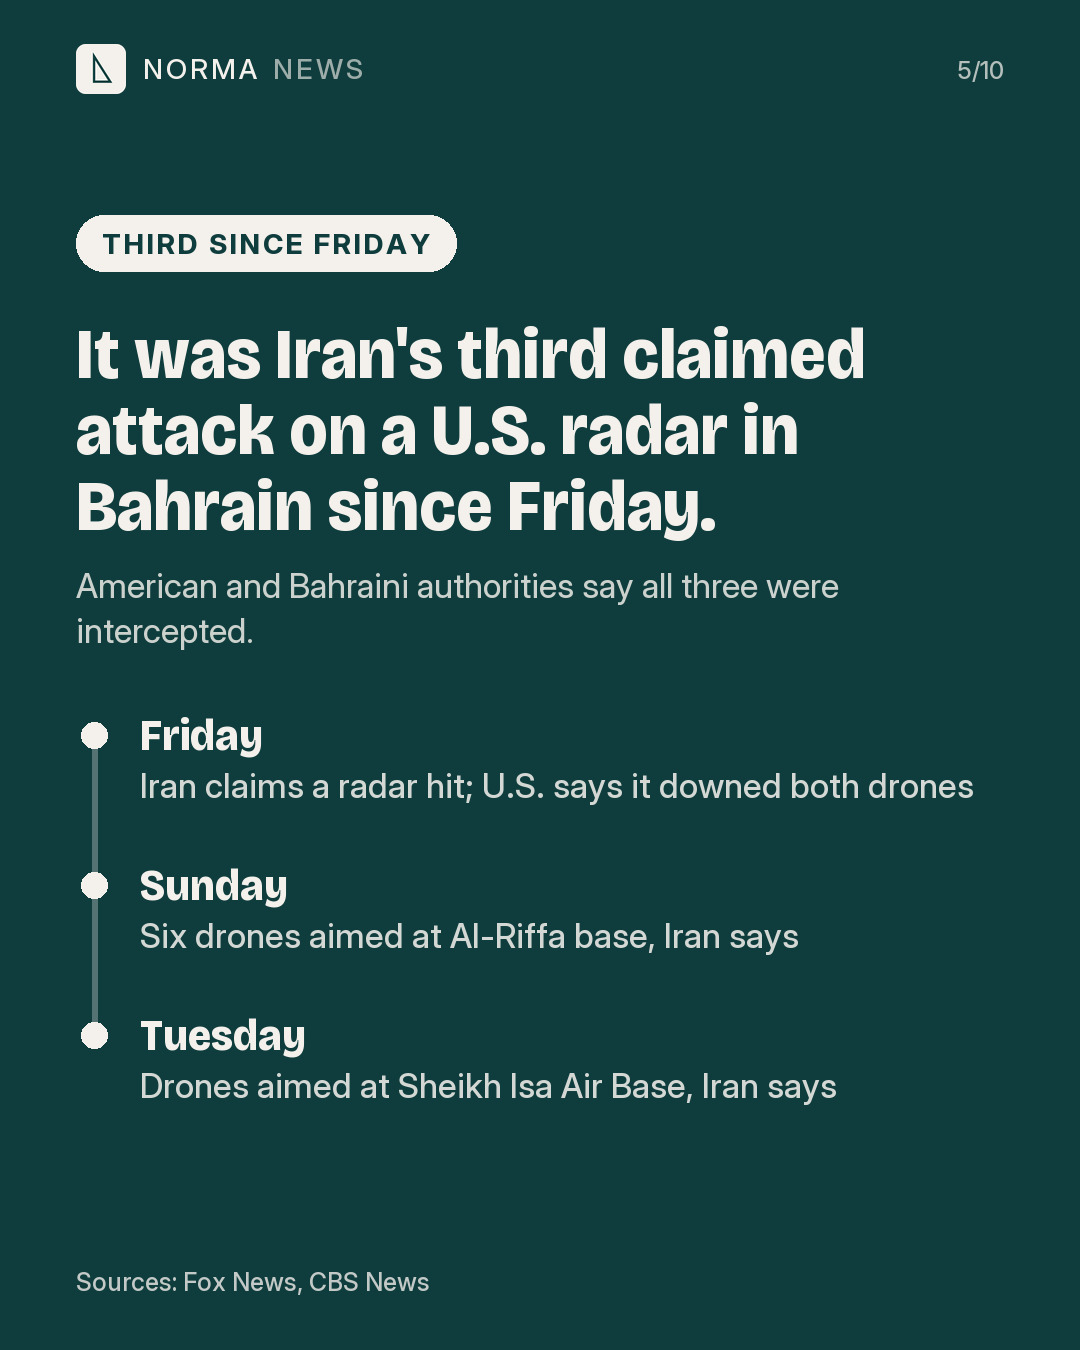 NORMA NEWS
5/10
THIRD SINCE FRIDAY
It was Iran's third claimed
attack on a U.S. radar in
Bahrain since Friday.
American and Bahraini authorities say all three were
intercepted.
Friday
Iran claims a radar hit; U.S. says it downed both drones
Sunday
Six drones aimed at Al-Riffa base, Iran says
Tuesday
Drones aimed at Sheikh Isa Air Base, Iran says
Sources: Fox News, CBS News